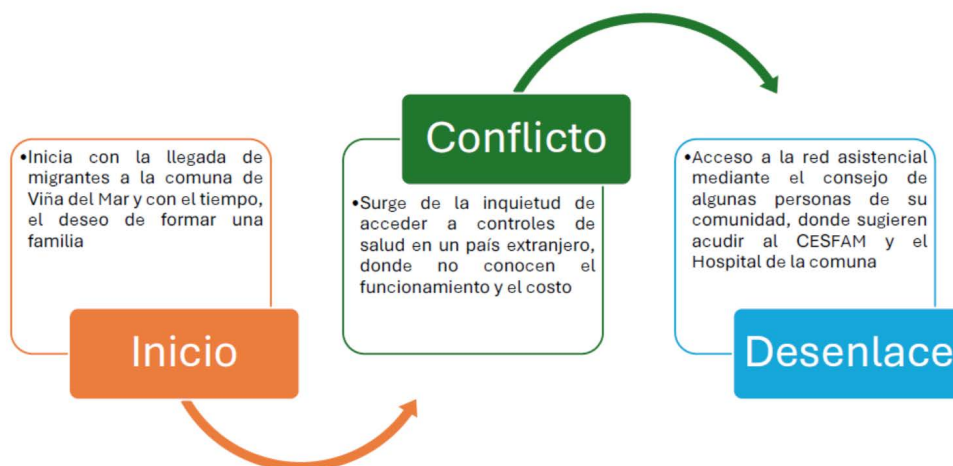 •Inicia con la llegada de
migrantes a la comuna de
Viña del Mar y con el tiempo,
el deseo de formar una
familia
Inicio
Conflicto
•Surge de la inquietud de
acceder a controles de
salud en un país extranjero,
donde no conocen el
funcionamiento y el costo
•Acceso a la red asistencial
mediante el consejo de
algunas personas de su
comunidad, donde sugieren
acudir al CESFAM y el
Hospital de la comuna
Desenlace